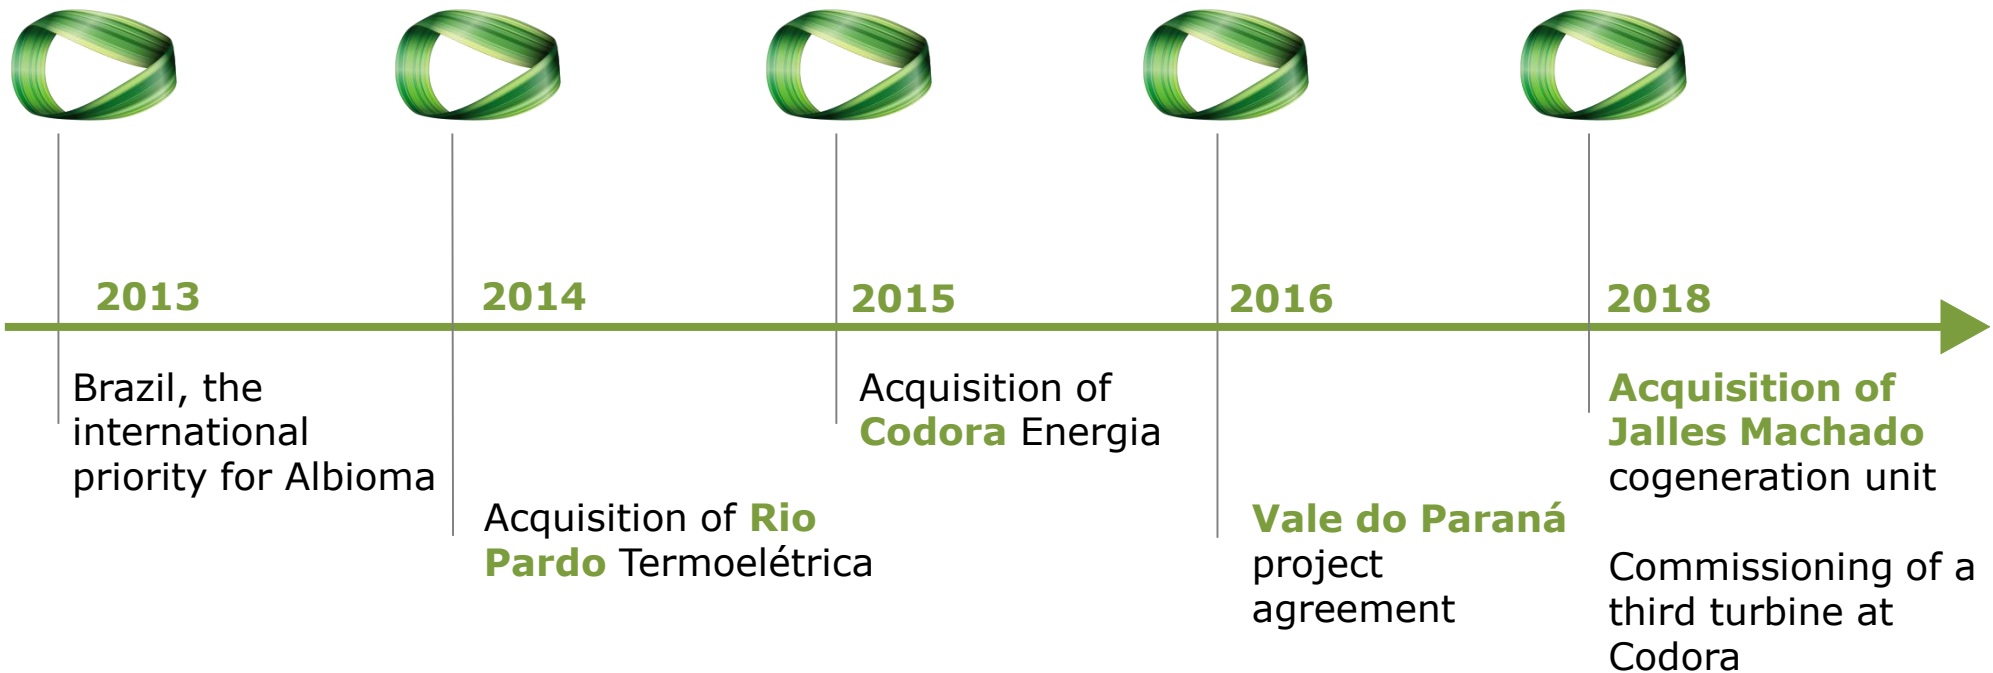 2013
Brazil, the
international
priority for Albioma
2014
Acquisition of Rio
Pardo Termoelétrica
2015
Acquisition of
Codora Energia
2016
Vale do Paraná
project
agreement
2018
Acquisition of
Jalles Machado
cogeneration unit
Commissioning of a
third turbine at
Codora